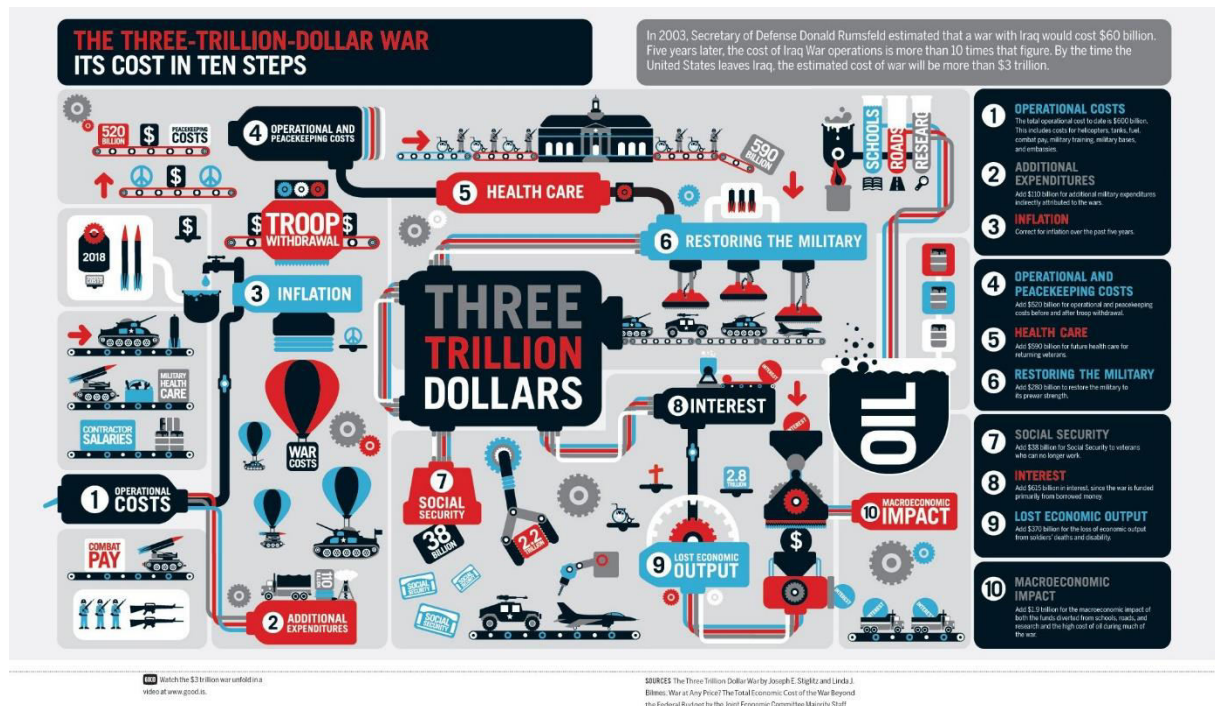 THE THREE-TRILLION-DOLLAR WAR
ITS COST IN TEN STEPS
In 2003, Secretary of Defense Donald Rumsfeld estimated that a war with Iraq would cost $60 billion.
Five years later, the cost of Iraq War operations is more than 10 times that figure. By the time the
United States leaves Iraq, the estimated cost of war will be more than $3 trillion.
520
BILLION
$
PEACEKEEPING
COSTS
$
4 OPERATIONAL AND
PEACEKEEPING COSTS
590
BILLION
SCHOOLS
ROADS
RESEARC
5 HEALTH CARE
$ TROOP $
WITHDRAWAL
$
2018
COSTS
3 INFLATION
6 RESTORING THE MILITARY
THREE
TRILLION
DOLLARS
OIL
MILITARY
HEALTH
CARE
CONTRACTOR
SALARIES
WAR
COSTS
8 INTEREST
INTEREST
INTEREST
1 OPERATIONAL
COSTS
7
SOCIAL
SECURITY
38
BILLION
2.2
TRILLION
2.8
TRILLION
10 MACROECONOMIC
IMPACT
COMBAT
PAY
10
BILLION
2 ADDITIONAL
EXPENDITURES
SOCIAL
SECURITY
SOCIAL
SECURITY
SOCIAL
SECURITY
9 LOST ECONOMIC
OUTPUT
$
INTEREST
INTEREST
INTEREST
1 OPERATIONAL COSTS
The total operational cost to date is $600 billion.
This includes costs for helicopters, tanks, fuel,
combat pay, military training, military bases,
and embassies.
2 ADDITIONAL
EXPENDITURES
Add $110 billion for additional military expenditures
indirectly attributed to the wars.
3 INFLATION
Correct for inflation over the past five years.
4 OPERATIONAL AND
PEACEKEEPING COSTS
Add $520 billion for operational and peacekeeping
costs before and after troop withdrawal.
5 HEALTH CARE
Add $590 billion for future health care for
returning veterans.
6 RESTORING THE MILITARY
Add $280 billion to restore the military to
its prewar strength.
7 SOCIAL SECURITY
Add $38 billion for Social Security to veterans
who can no longer work.
8 INTEREST
Add $615 billion in interest, since the war is funded
primarily from borrowed money.
9 LOST ECONOMIC OUTPUT
Add $370 billion for the loss of economic output
from soldiers' deaths and disability.
10 MACROECONOMIC
IMPACT
Add $1.9 trillion for the macroeconomic impact of
both the funds diverted from schools, roads, and
research and the high cost of oil during much of
the war.
GOOD Watch the $3 trillion war unfold in a
video at www.good.is.
SOURCES The Three Trillion Dollar War by Joseph E. Stiglitz and Linda J.
Bilmes; War at Any Price? The Total Economic Cost of the War Beyond
the Federal Budget by the Joint Economic Committee Majority Staff